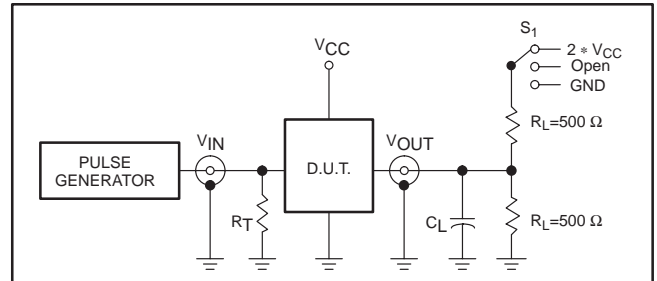 S1
VCC
2 * VCC
Open
GND
VIN
VOUT
RL=500 Ω
PULSE
GENERATOR
D.U.T.
RT
CL
RL=500 Ω